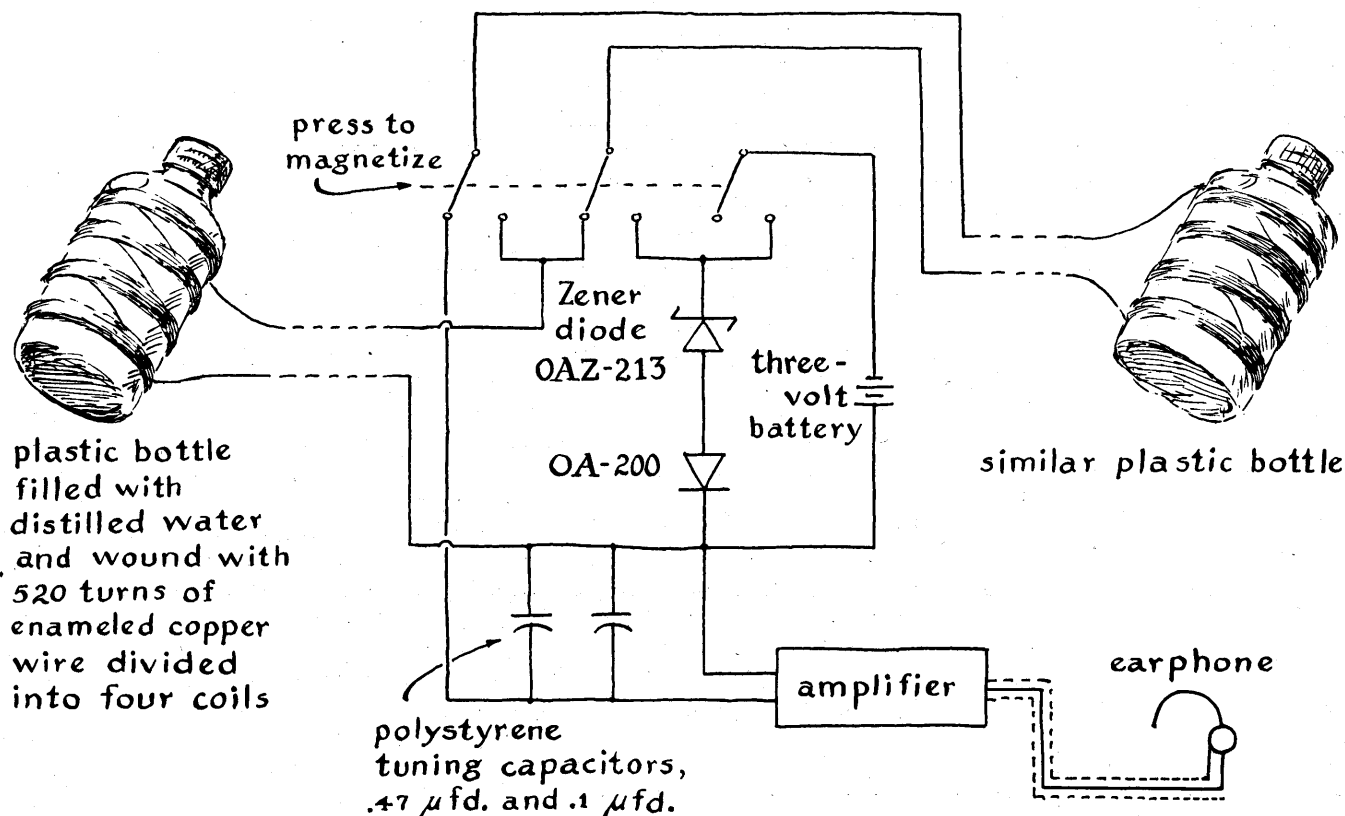 press to
magnetize
Zener
diode
OAZ-213
three-
volt
battery
OA-200
plastic bottle
filled with
distilled water
and wound with
520 turns of
enameled copper
wire divided
into four coils
similar plastic bottle
amplifier
earphone
polystyrene
tuning capacitors,
.47 μfd. and .1 μfd.